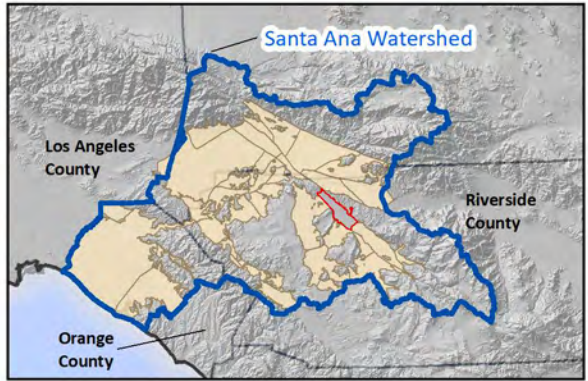 Santa Ana Watershed
Los Angeles
County
Riverside
County
Orange
County